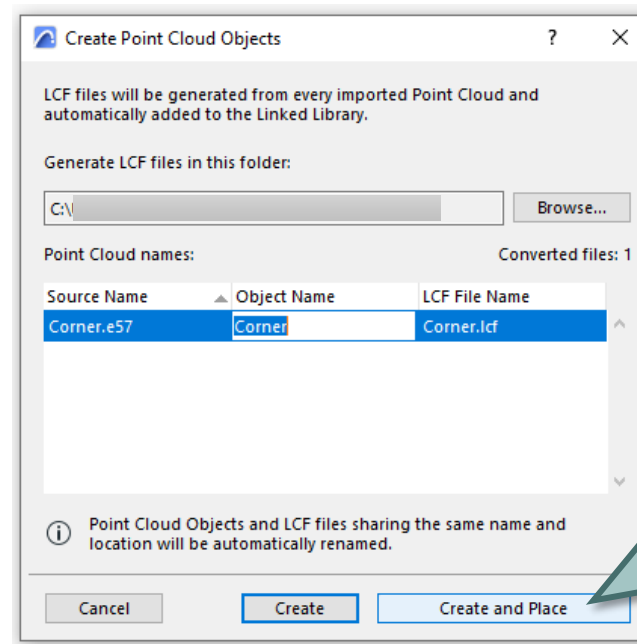 Create Point Cloud Objects ?
LCF files will be generated from every imported Point Cloud and
automatically added to the Linked Library.
Generate LCF files in this folder:
C:\
Browse...
Point Cloud names: Converted files: 1
Source Name Object Name LCF File Name
Corner.e57 Corner Corner.lcf
Point Cloud Objects and LCF files sharing the same name and
location will be automatically renamed.
Cancel Create Create and Place